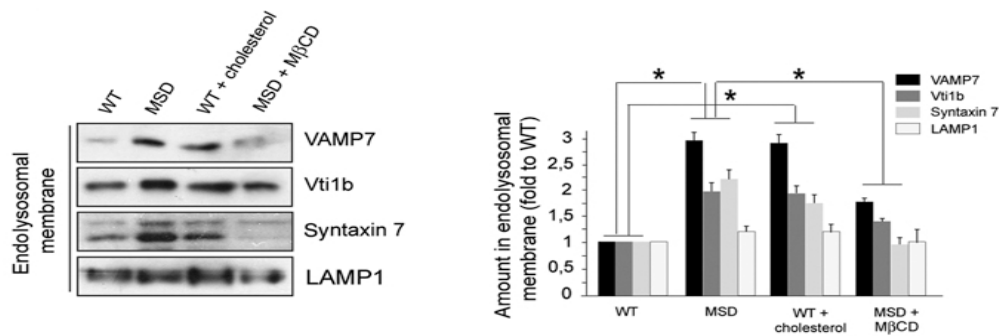 WT
MSD
WT + cholesterol
MSD + MβCD
Endolysosomal
membrane
VAMP7
Vti1b
Syntaxin 7
LAMP1
Amount in endolysosomal
membrane (fold to WT)
3
2,5
2
1,5
1
0,5
0
*
*
*
VAMP7
Vti1b
Syntaxin 7
LAMP1
WT
MSD
WT +
cholesterol
MSD +
MβCD